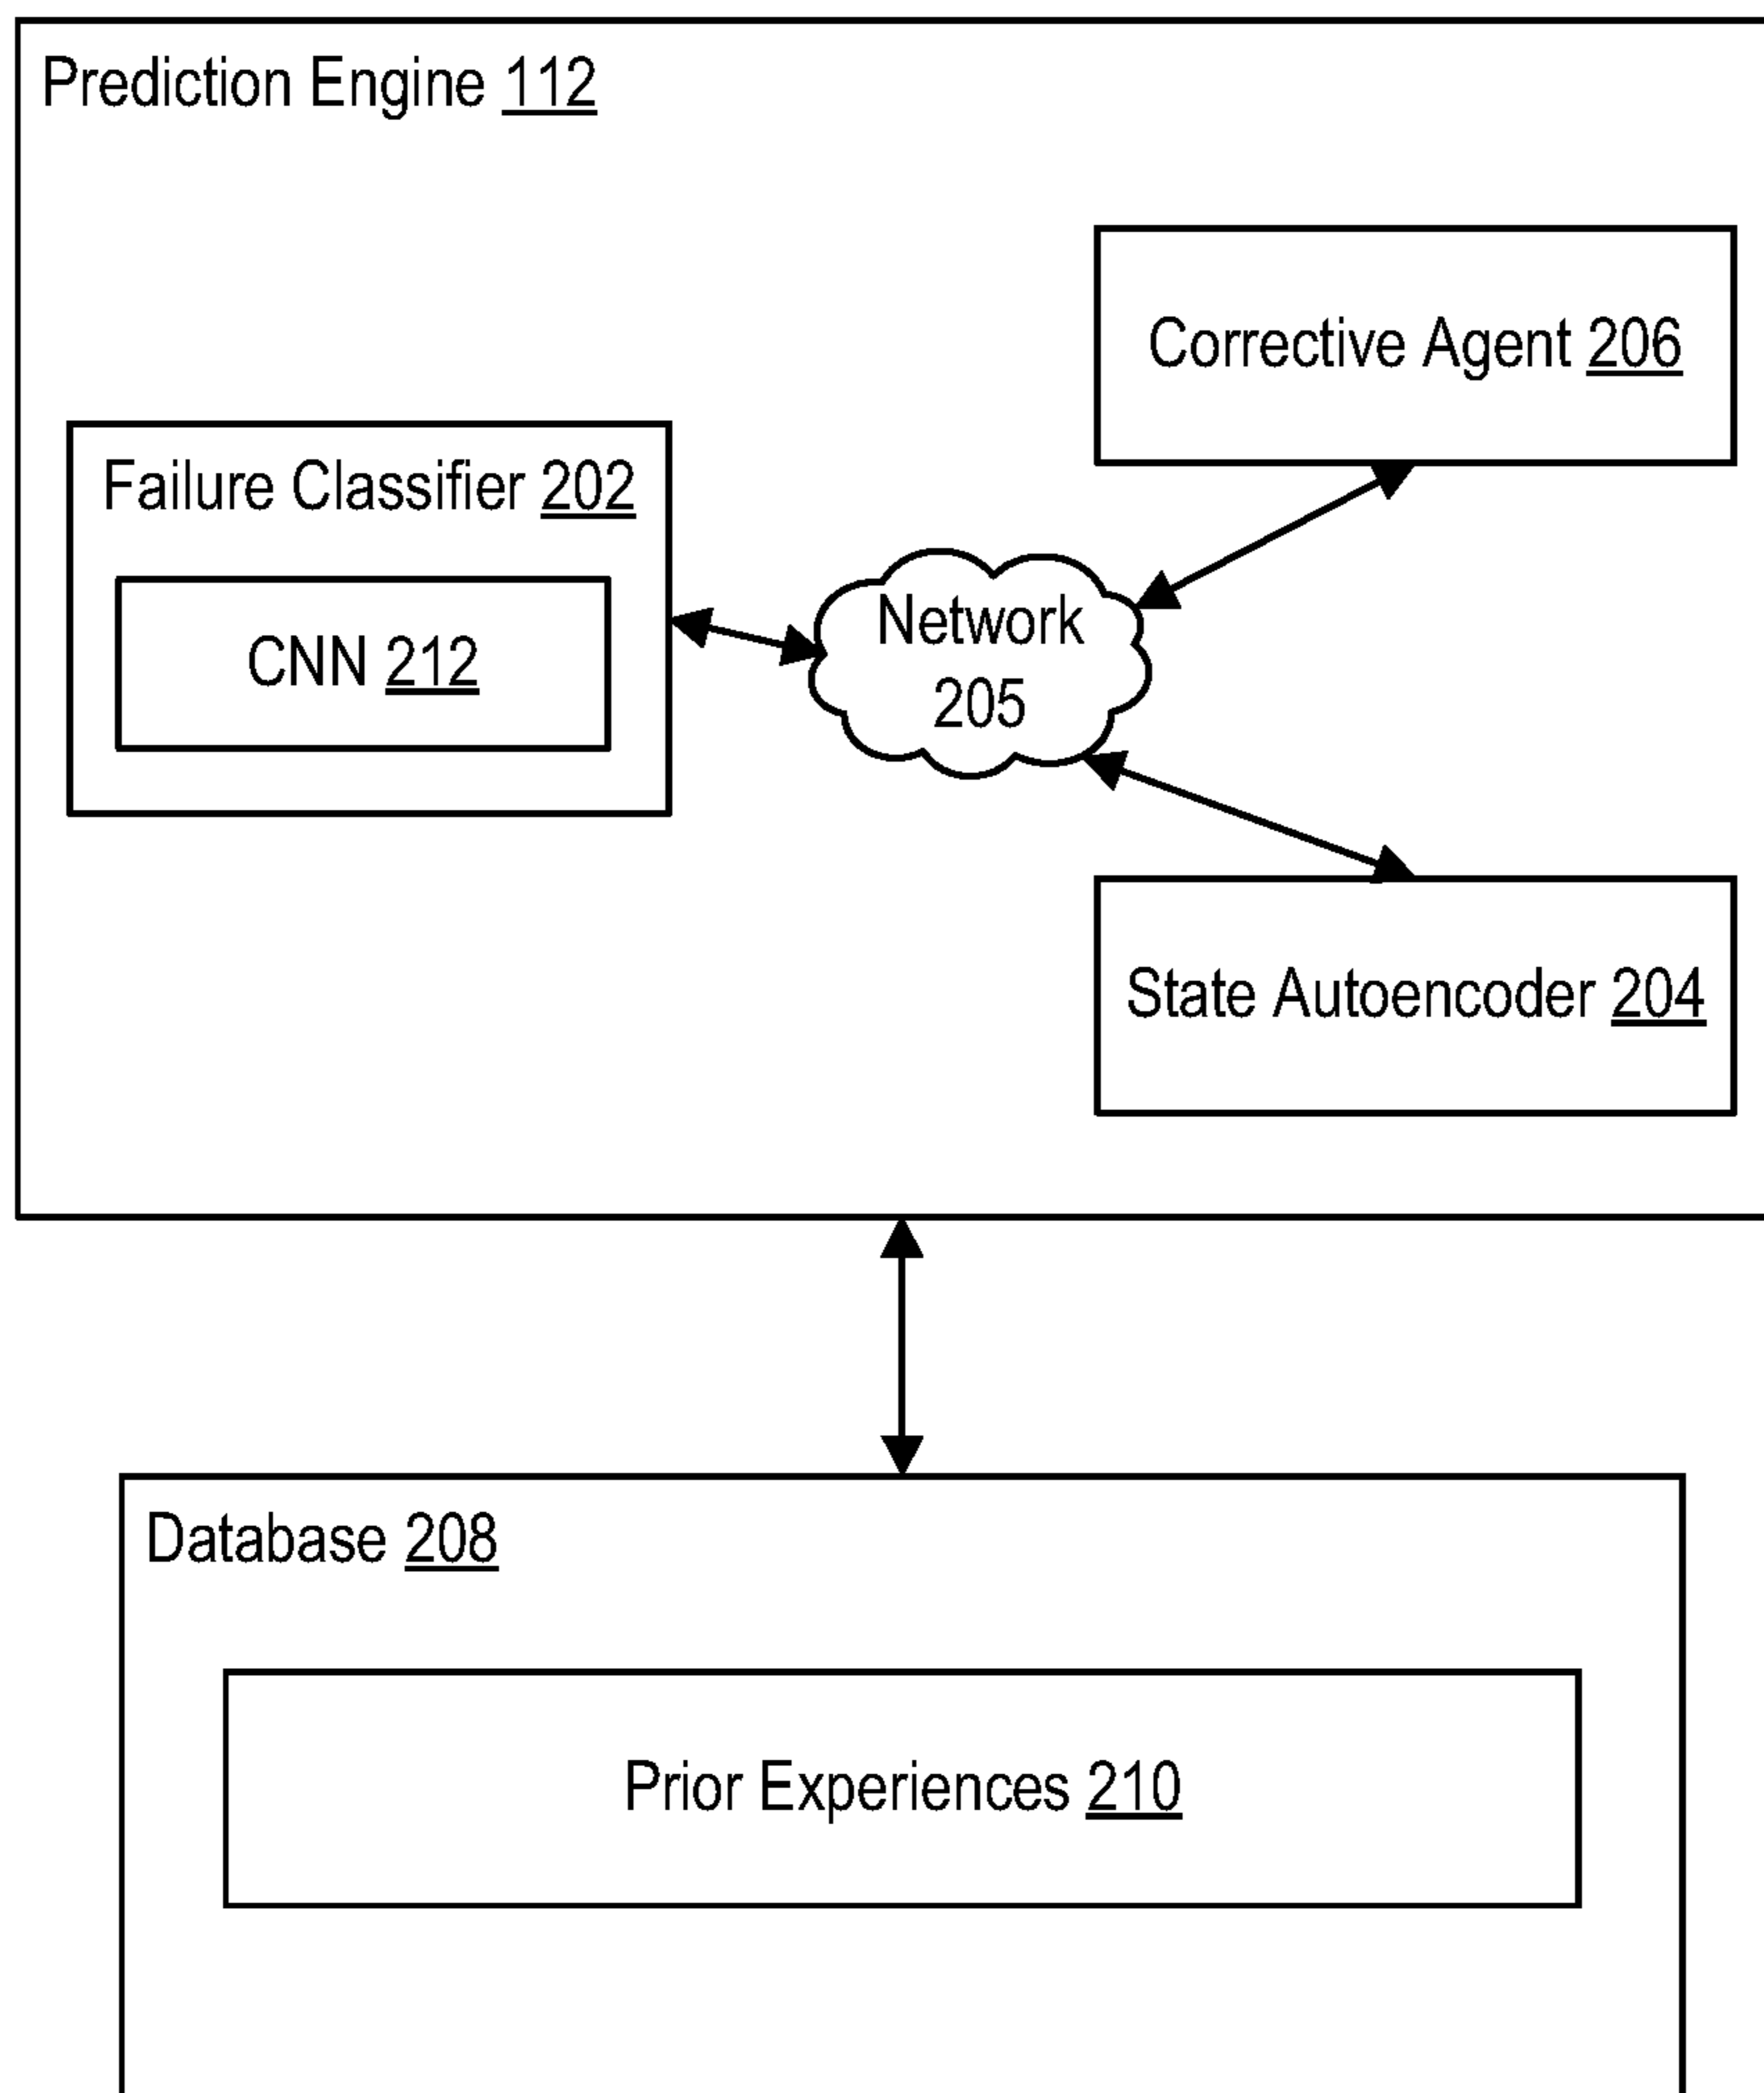 Prediction Engine 112
Corrective Agent 206
Failure Classifier 202
CNN 212
Network
205
State Autoencoder 204
Database 208
Prior Experiences 210